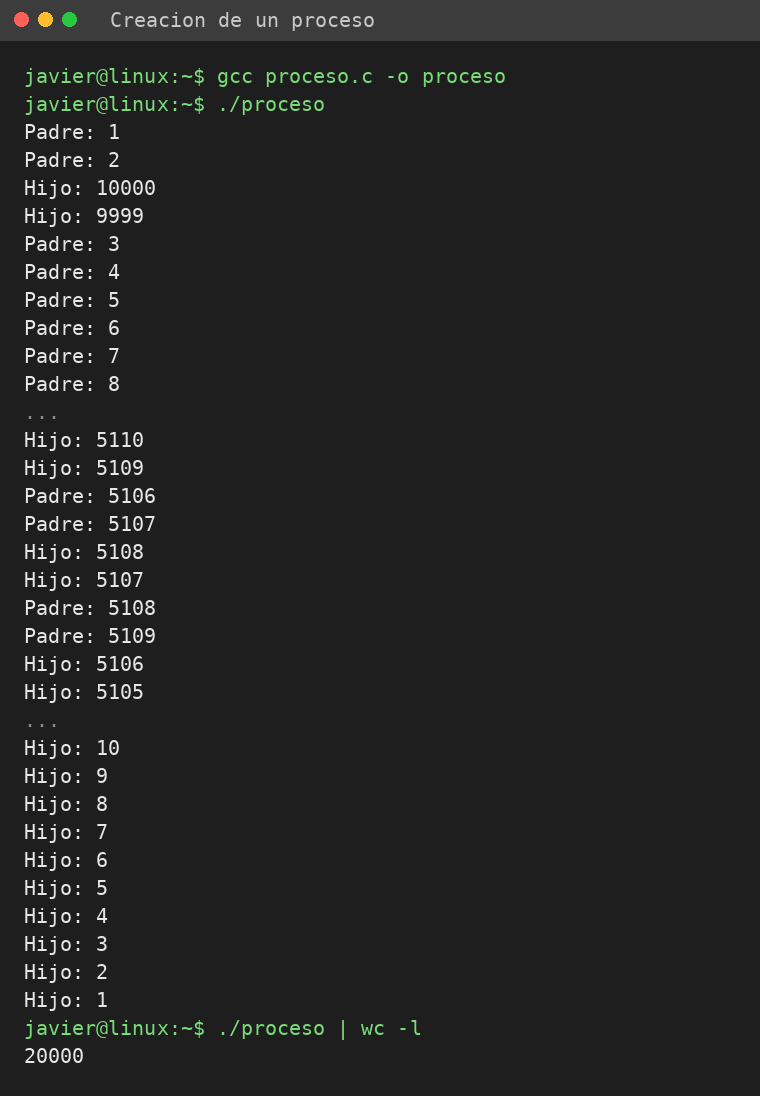 Creacion de un proceso
javier@linux:~$ gcc proceso.c -o proceso
javier@linux:~$ ./proceso
Padre: 1
Padre: 2
Hijo: 10000
Hijo: 9999
Padre: 3
Padre: 4
Padre: 5
Padre: 6
Padre: 7
Padre: 8
...
Hijo: 5110
Hijo: 5109
Padre: 5106
Padre: 5107
Hijo: 5108
Hijo: 5107
Padre: 5108
Padre: 5109
Hijo: 5106
Hijo: 5105
...
Hijo: 10
Hijo: 9
Hijo: 8
Hijo: 7
Hijo: 6
Hijo: 5
Hijo: 4
Hijo: 3
Hijo: 2
Hijo: 1
javier@linux:~$ ./proceso | wc -l
20000